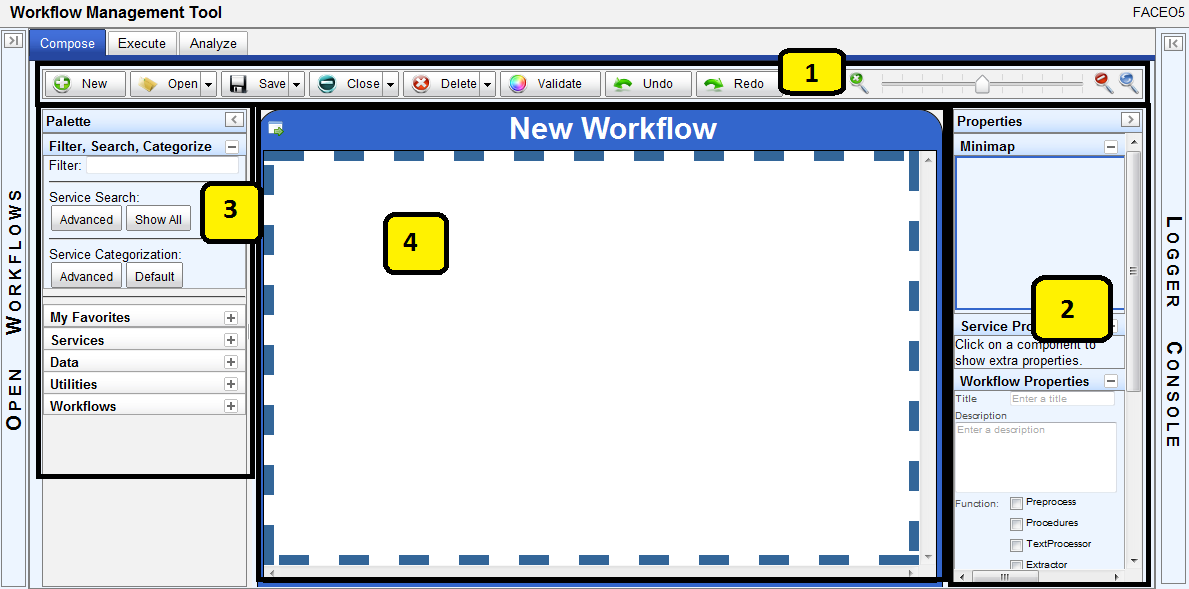 Workflow Management Tool
FACEO5
Compose Execute Analyze
New Open Save Close Delete Validate Undo Redo
1
OPEN WORKFLOWS
Palette
Filter, Search, Categorize
Filter:
Service Search:
Advanced Show All
3
Service Categorization:
Advanced Default
My Favorites
Services
Data
Utilities
Workflows
New Workflow
4
Properties
Minimap
2
Service
Click on a component to
show extra properties.
Workflow Properties
Title Enter a title
Description
Enter a description
Function: Preprocess
Procedures
TextProcessor
Extractor
LOGGER CONSOLE